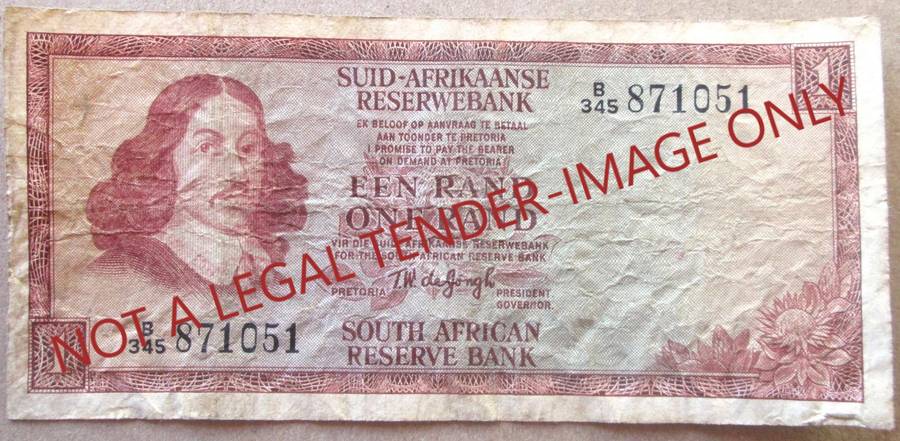 SUID-AFRIKAANSE
RESERWEBANK
B
345 871051
1
EK BELOOF OP AANVRAAG TE BETAAL
AAN TOONDER TE PRETORIA
I PROMISE TO PAY THE BEARER
ON DEMAND AT PRETORIA
EEN RAND
ONE RAND
VIR DIE SUID-AFRIKAANSE RESERWEBANK
FOR THE SOUTH AFRICAN RESERVE BANK
T.W. de Jongh
PRETORIA
PRESIDENT
GOVERNOR.
B
345 871051
SOUTH AFRICAN
RESERVE BANK
NOT A LEGAL TENDER-IMAGE ONLY